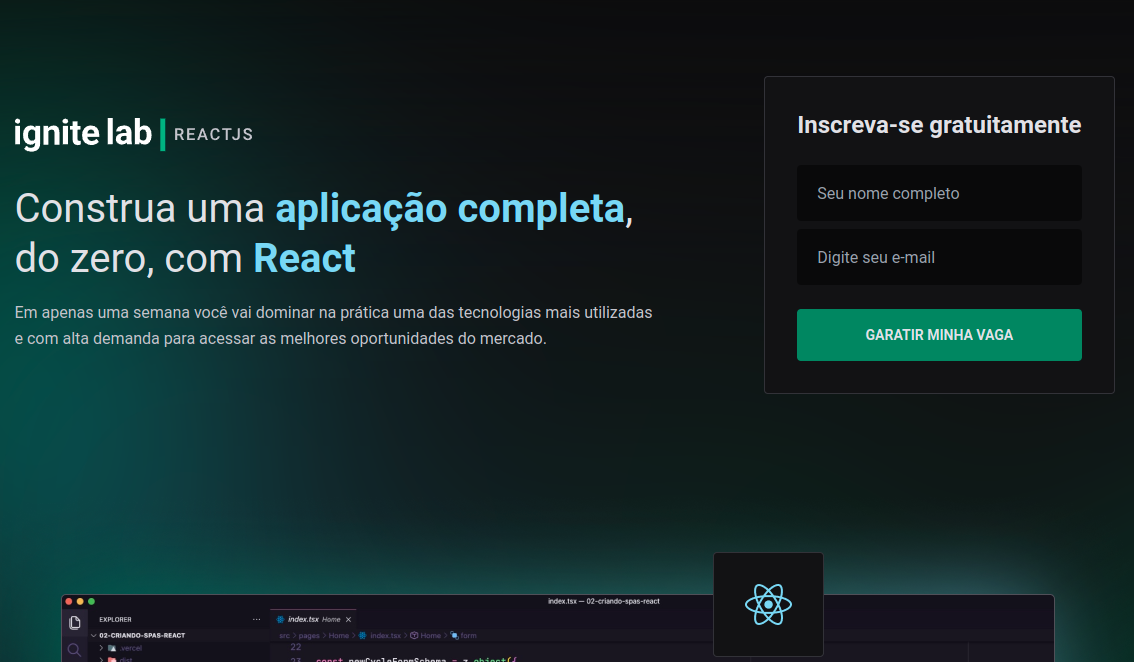 ignite lab | REACTJS
Construa uma aplicação completa,
do zero, com React
Em apenas uma semana você vai dominar na prática uma das tecnologias mais utilizadas
e com alta demanda para acessar as melhores oportunidades do mercado.
Inscreva-se gratuitamente
Seu nome completo
Digite seu e-mail
GARATIR MINHA VAGA
index.tsx — 02-criando-spas-react
EXPLORER ···
index.tsx Home ×
02-CRIANDO-SPAS-REACT
src > pages > Home > index.tsx > Home > form
.vercel
22
dist
23 const newCycleFormSchema = z.object({